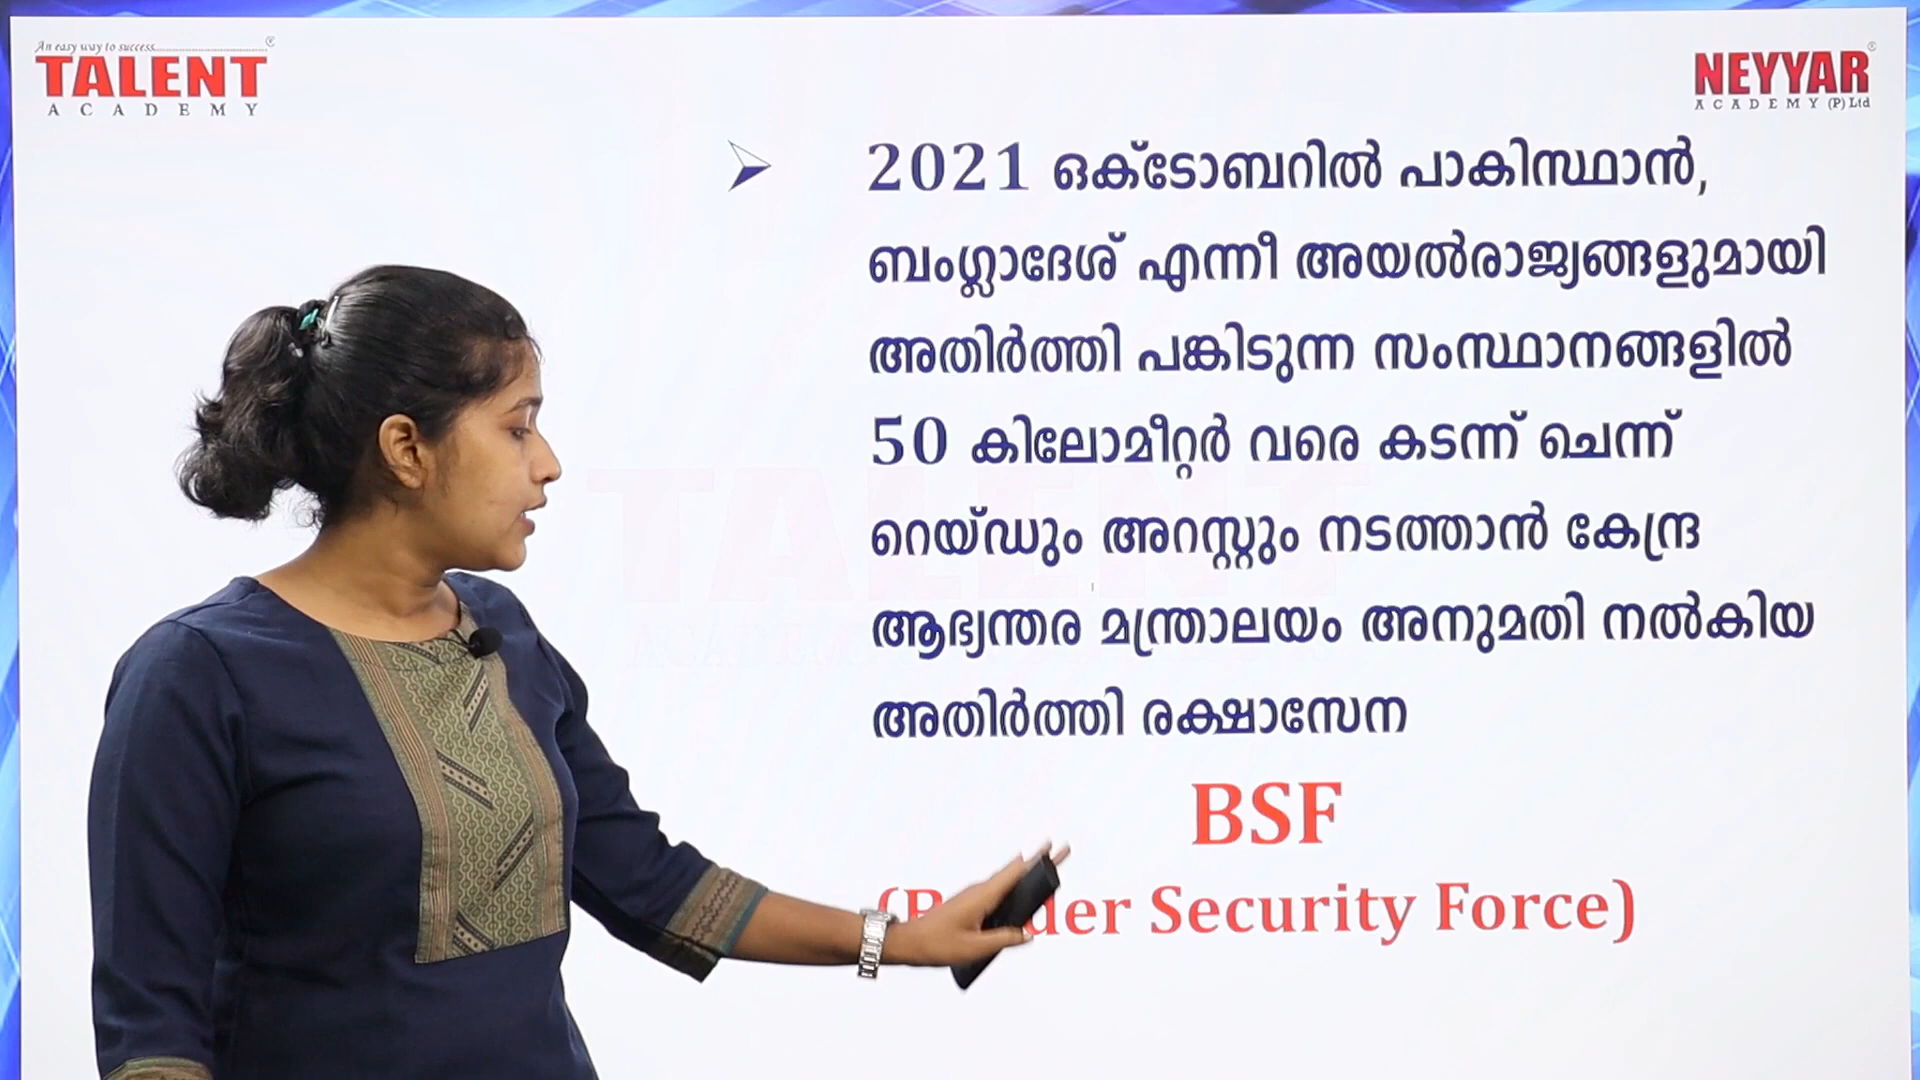 An easy way to success
TALENT
ACADEMY
NEYYAR
ACADEMY (P) Ltd
2021 ഒക്ടോബറിൽ പാകിസ്ഥാൻ,
ബംഗ്ലാദേശ് എന്നീ അയൽരാജ്യങ്ങളുമായി
അതിർത്തി പങ്കിടുന്ന സംസ്ഥാനങ്ങളിൽ
50 കിലോമീറ്റർ വരെ കടന്ന് ചെന്ന്
റെയ്ഡും അറസ്റ്റും നടത്താൻ കേന്ദ്ര
ആഭ്യന്തര മന്ത്രാലയം അനുമതി നൽകിയ
അതിർത്തി രക്ഷാസേന
BSF
Security Force)
TALENT